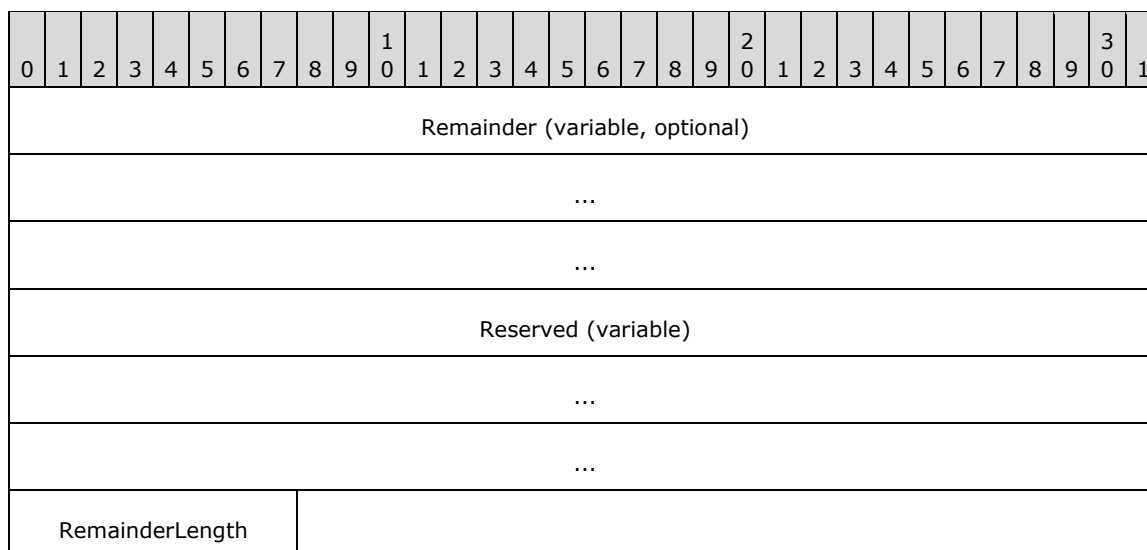 1 2 3
0 1 2 3 4 5 6 7 8 9 0 1 2 3 4 5 6 7 8 9 0 1 2 3 4 5 6 7 8 9 0 1
Remainder (variable, optional)
...
...
Reserved (variable)
...
...
RemainderLength